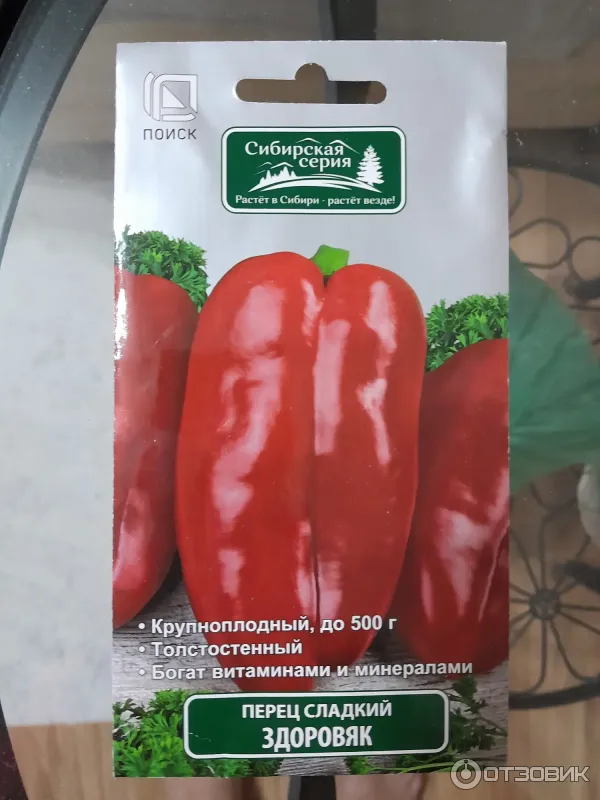 ПОИСК
Сибирская
серия
Растёт в Сибири - растёт везде!
• Крупноплодный, до 500 г
• Толстостенный
• Богат витаминами и минералами
ПЕРЕЦ СЛАДКИЙ
ЗДОРОВЯК
ОТЗОВИК